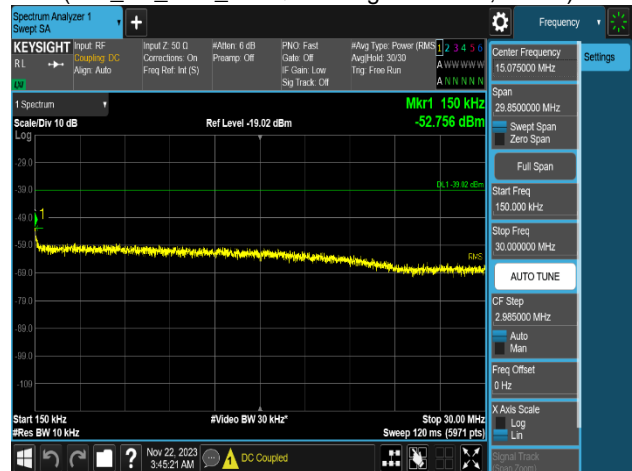 Spectrum Analyzer 1
Swept SA
Frequency
KEYSIGHT
RL
Input: RF
Coupling: DC
Align: Auto
Input Z: 50 Ω
Corrections: On
Freq Ref: Int (S)
#Atten: 6 dB
Preamp: Off
PNO: Fast
Gate: Off
IF Gain: Low
Sig Track: Off
#Avg Type: Power (RMS
Avg|Hold: 30/30
Trig: Free Run
1 2 3 4 5 6
A W W W W W
A N N N N N
LXI
1 Spectrum
Scale/Div 10 dB
Log
Ref Level -19.02 dBm
Mkr1 150 kHz
-52.756 dBm
-29.0
-39.0
DL1 -39.02 dBm
-49.0
1
-59.0
RMS
-69.0
-79.0
-89.0
-99.0
-109
Start 150 kHz
#Video BW 30 kHz*
Stop 30.00 MHz
#Res BW 10 kHz
Sweep 120 ms (5971 pts)
Center Frequency
15.075000 MHz
Settings
Span
29.8500000 MHz
Swept Span
Zero Span
Full Span
Start Freq
150.000 kHz
Stop Freq
30.000000 MHz
AUTO TUNE
CF Step
2.985000 MHz
Auto
Man
Freq Offset
0 Hz
X Axis Scale
Log
Lin
Signal Track
(Span Zoom)
?
Nov 22, 2023
3:45:21 AM
DC Coupled